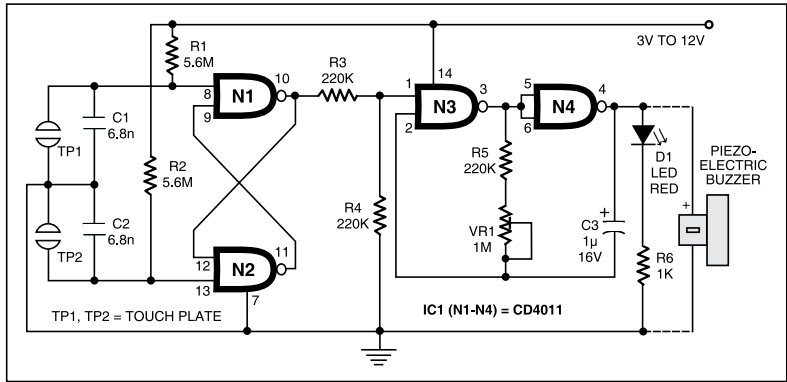 R1
5.6M
R3
220K
3V TO 12V
10
8
9
N1
14
1
2
N3
3
5
6
N4
4
C1
6.8n
TP1
R2
5.6M
R5
220K
D1
LED
RED
PIEZO-
ELECTRIC
BUZZER
+
C2
6.8n
TP2
R4
220K
VR1
1M
+
C3
1µ
16V
R6
1K
12
13
N2
11
7
TP1, TP2 = TOUCH PLATE
IC1 (N1-N4) = CD4011